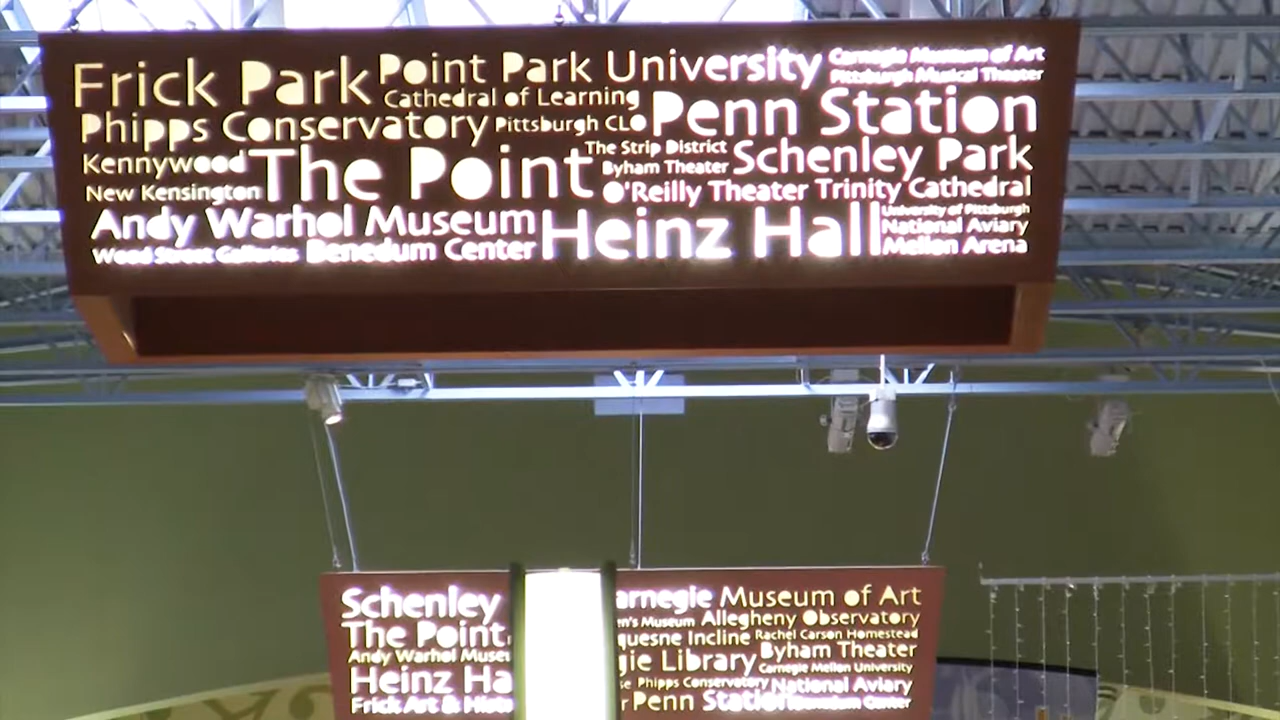 Frick Park Point Park University Carnegie Museum of Art
Pittsburgh Musical Theater
Cathedral of Learning
Phipps Conservatory Pittsburgh CLO Penn Station
Kennywood The Point The Strip District Schenley Park
Byham Theater
New Kensington O'Reilly Theater Trinity Cathedral
Andy Warhol Museum Heinz Hall University of Pittsburgh
National Aviary
Wood Street Galleries Benedum Center Mellon Arena
Schenley
The Point
Andy Warhol
Heinz
Frick Art &
Museum of Art
Museum Allegheny Observatory
Incline Rachel Carson Homestead
Byham Theater
Library Carnegie Mellon University
Phipps Conservatory National Aviary
Penn Station Center